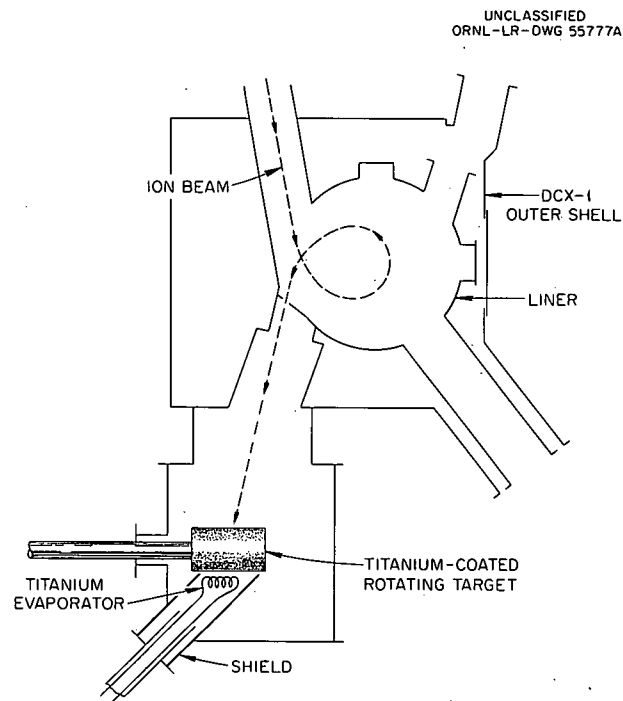 UNCLASSIFIED
ORNL-LR-DWG 55777A
ION BEAM
DCX-1
OUTER SHELL
LINER
TITANIUM-COATED
ROTATING TARGET
TITANIUM
EVAPORATOR
SHIELD